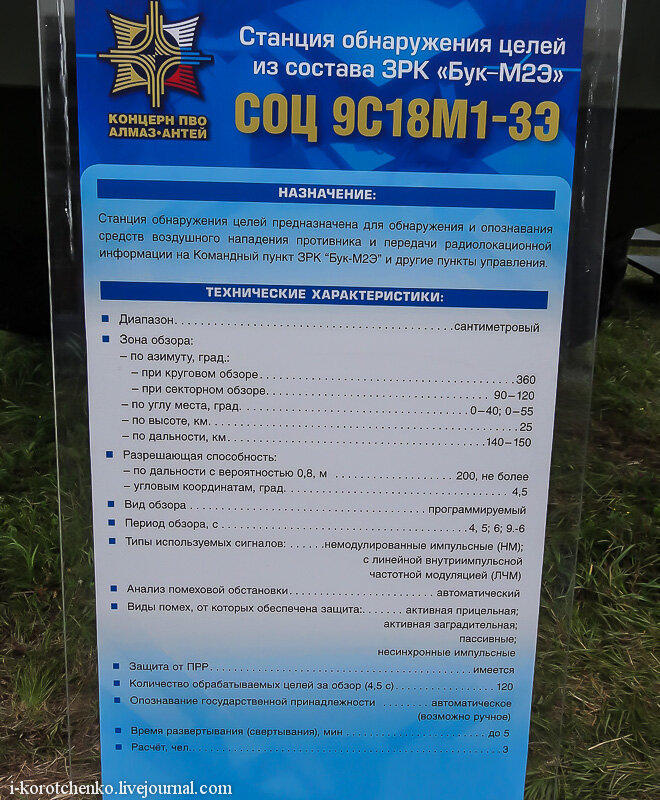 КОНЦЕРН ПВО
АЛМАЗ•АНТЕЙ
Станция обнаружения целей
из состава ЗРК «Бук-М2Э»
СОЦ 9С18М1-3Э
НАЗНАЧЕНИЕ:
Станция обнаружения целей предназначена для обнаружения и опознавания
средств воздушного нападения противника и передачи радиолокационной
информации на Командный пункт ЗРК "Бук-М2Э" и другие пункты управления.
ТЕХНИЧЕСКИЕ ХАРАКТЕРИСТИКИ:
Диапазон..........сантиметровый
Зона обзора:
– по азимуту, град.:
– при круговом обзоре..........360
– при секторном обзоре..........90–120
– по углу места, град...........0–40; 0–55
– по высоте, км...........25
– по дальности, км...........140–150
Разрешающая способность:
– по дальности с вероятностью 0,8, м ..........200, не более
– угловым координатам, град...........4,5
Вид обзора ..........программируемый
Период обзора, с ..........4, 5; 6; 9.-6
Типы используемых сигналов: ..........немодулированные импульсные (НМ);
с линейной внутриимпульсной
частотной модуляцией (ЛЧМ)
Анализ помеховой обстановки..........автоматический
Виды помех, от которых обеспечена защита:..........активная прицельная;
активная заградительная;
пассивные;
несинхронные импульсные
Защита от ПРР..........имеется
Количество обрабатываемых целей за обзор (4,5 с)..........120
Опознавание государственной принадлежности ..........автоматическое
(возможно ручное)
Время развертывания (свертывания), мин ..........до 5
Расчёт, чел...........3
i-korotchenko.livejournal.com